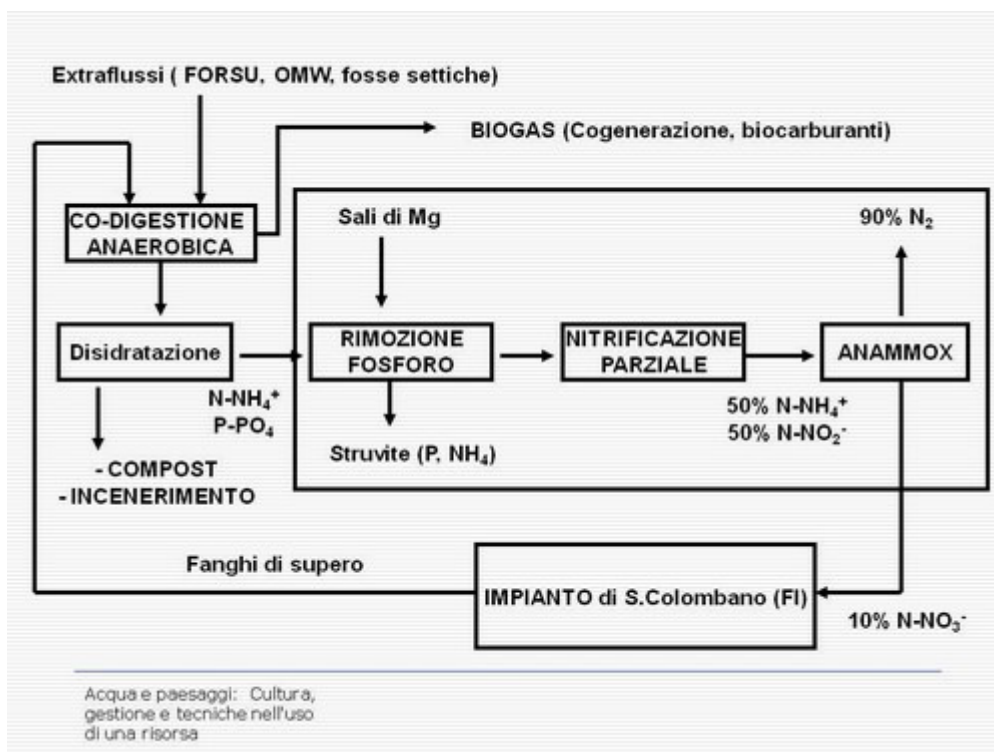 Extraflussi ( FORSU, OMW, fosse settiche)
BIOGAS (Cogenerazione, biocarburanti)
CO-DIGESTIONE
ANAEROBICA
Sali di Mg
90% N₂
Disidratazione
RIMOZIONE
FOSFORO
NITRIFICAZIONE
PARZIALE
ANAMMOX
N-NH₄⁺
P-PO₄
50% N-NH₄⁺
50% N-NO₂⁻
Struvite (P, NH₄)
- COMPOST
- INCENERIMENTO
Fanghi di supero
IMPIANTO di S.Colombano (FI)
10% N-NO₃⁻
Acqua e paesaggi: Cultura,
gestione e tecniche nell'uso
di una risorsa